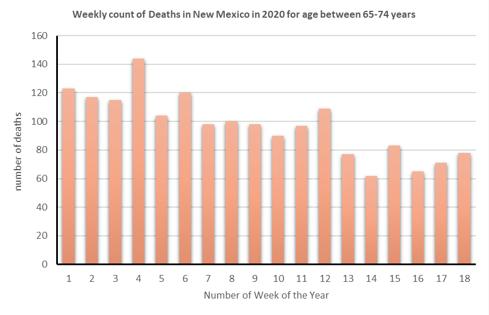 Weekly count of Deaths in New Mexico in 2020 for age between 65-74 years
160
140
120
100
80
60
40
20
0
number of deaths
1 2 3 4 5 6 7 8 9 10 11 12 13 14 15 16 17 18
Number of Week of the Year